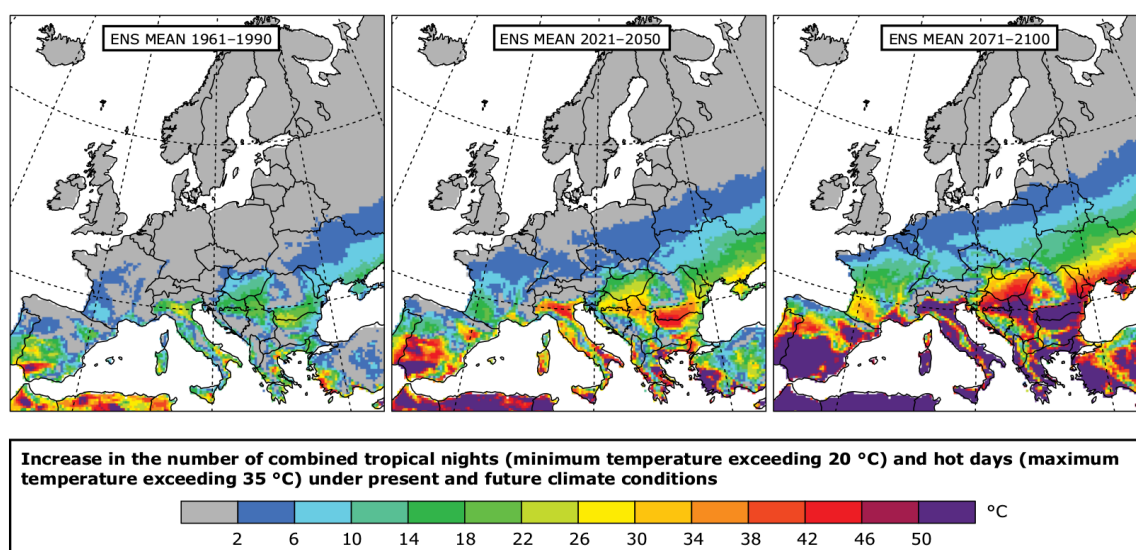 ENS MEAN 1961–1990
ENS MEAN 2021–2050
ENS MEAN 2071–2100
Increase in the number of combined tropical nights (minimum temperature exceeding 20 °C) and hot days (maximum
temperature exceeding 35 °C) under present and future climate conditions
°C
2 6 10 14 18 22 26 30 34 38 42 46 50